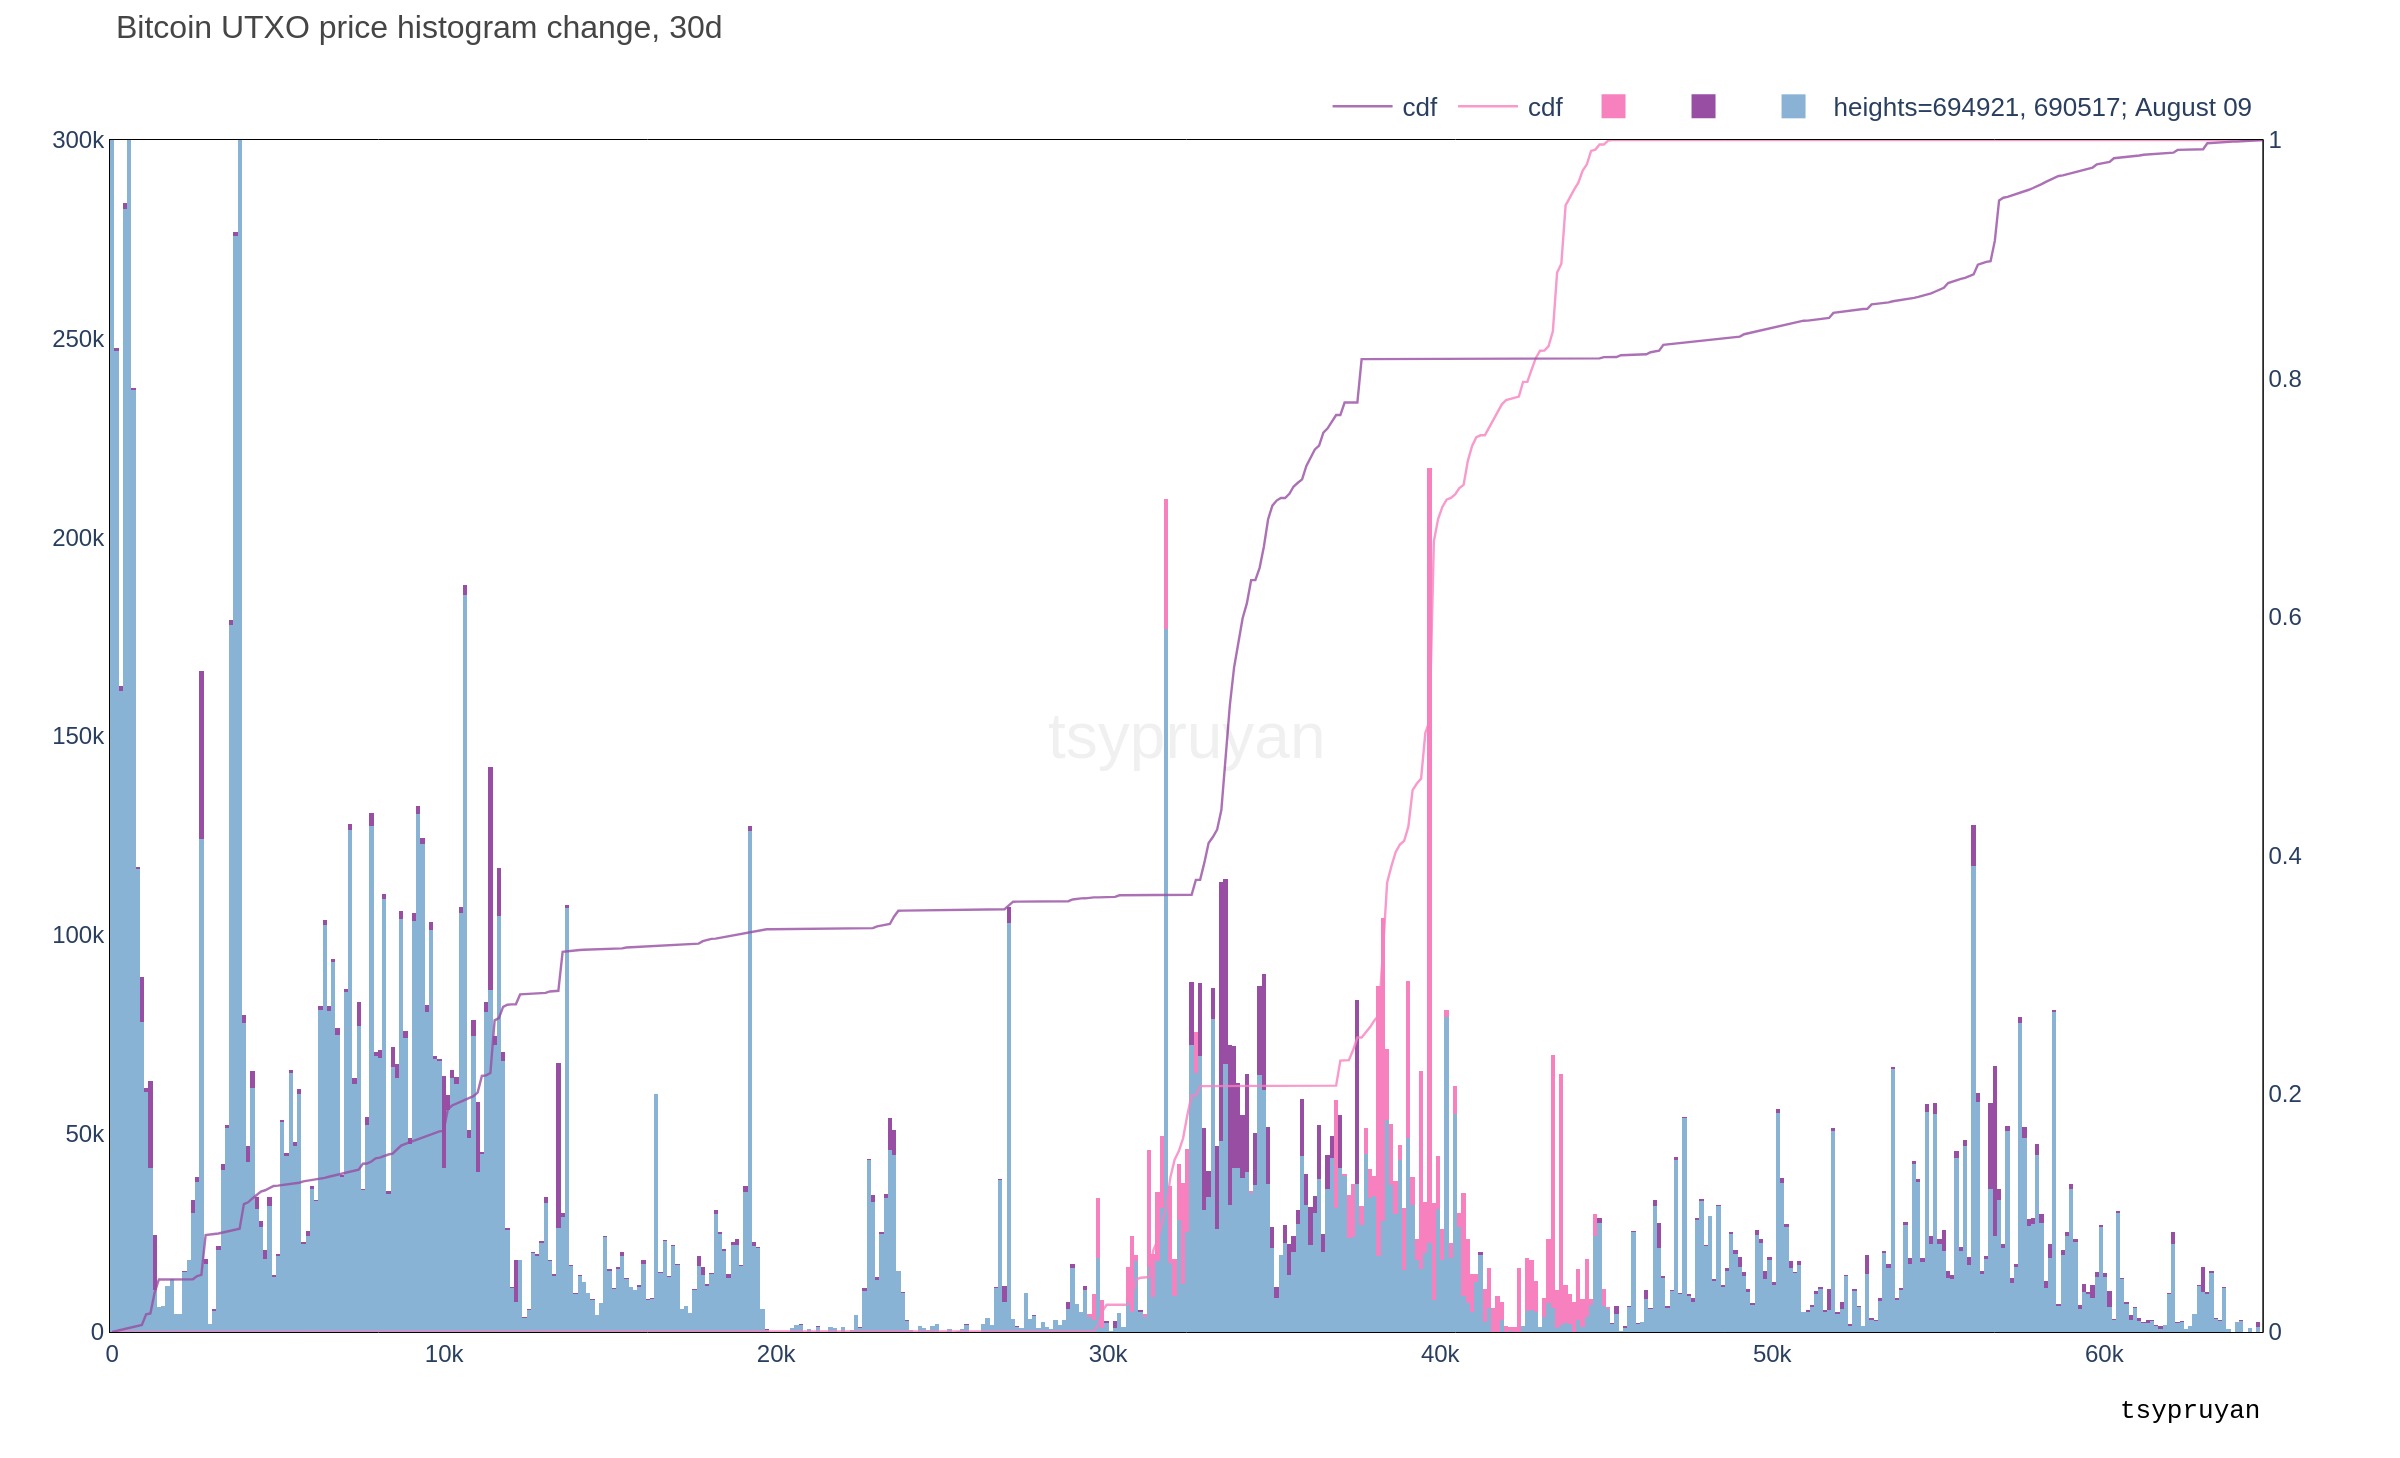 Bitcoin UTXO price histogram change, 30d
cdf cdf heights=694921, 690517; August 09
300k
250k
200k
150k
100k
50k
0
1
0.8
0.6
0.4
0.2
0
tsypruyan
0 10k 20k 30k 40k 50k 60k
tsypruyan